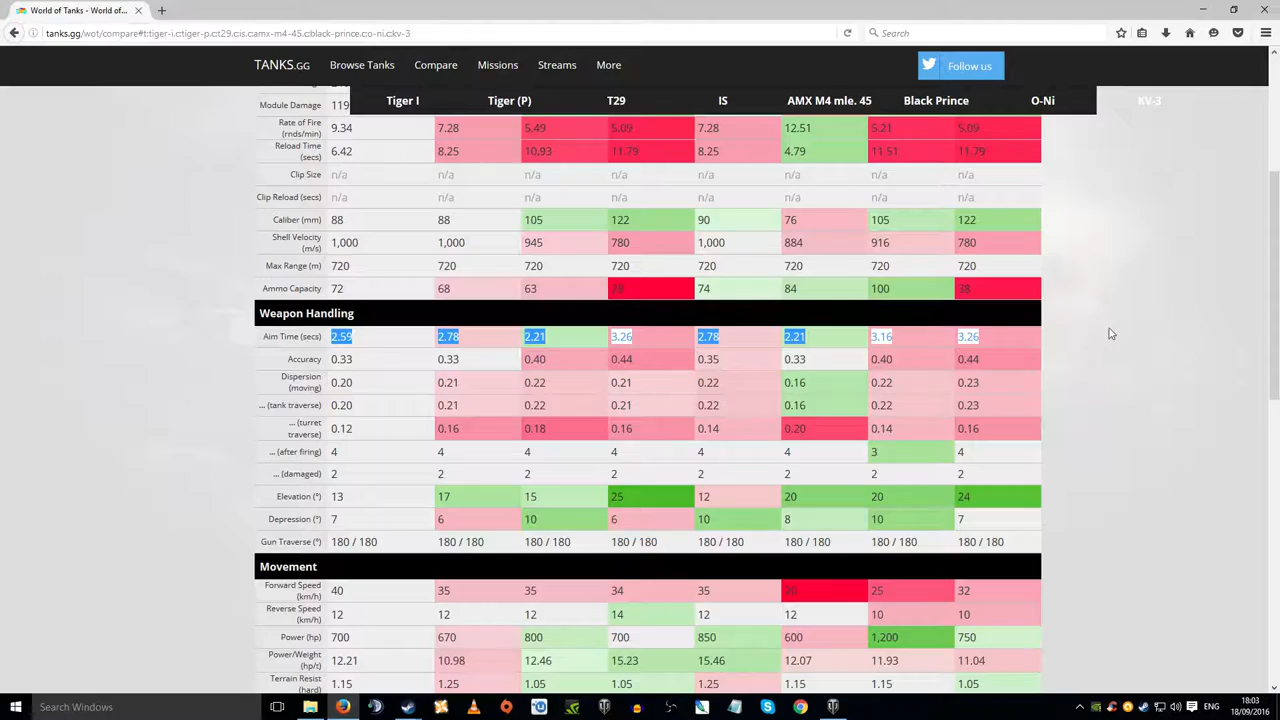 World of Tanks - World of...
tanks.gg/wot/compare#t:tiger-i.c:tiger-p.c:t29.c:is.c:amx-m4-45.c:black-prince.c:o-ni.c:kv-3
Search
TANKS.GG Browse Tanks Compare Missions Streams More Follow us
Tiger I Tiger (P) T29 IS AMX M4 mle. 45 Black Prince O-Ni KV-3
Module Damage 119
Rate of Fire (rnds/min) 9.34 7.28 5.49 5.09 7.28 12.51 5.21 5.09
Reload Time (secs) 6.42 8.25 10.93 11.79 8.25 4.79 11.51 11.79
Clip Size n/a n/a n/a n/a n/a n/a n/a n/a
Clip Reload (secs) n/a n/a n/a n/a n/a n/a n/a n/a
Caliber (mm) 88 88 105 122 90 76 105 122
Shell Velocity (m/s) 1,000 1,000 945 780 1,000 884 916 780
Max Range (m) 720 720 720 720 720 720 720 720
Ammo Capacity 72 68 63 74 84 100
Weapon Handling
Aim Time (secs) 2.59 2.78 2.21 3.26 2.78 2.21 3.16 3.26
Accuracy 0.33 0.33 0.40 0.44 0.35 0.33 0.40 0.44
Dispersion (moving) 0.20 0.21 0.22 0.21 0.22 0.16 0.22 0.23
... (tank traverse) 0.20 0.21 0.22 0.21 0.22 0.16 0.22 0.23
... (turret traverse) 0.12 0.16 0.18 0.16 0.14 0.20 0.14 0.16
... (after firing) 4 4 4 4 4 4 3 4
... (damaged) 2 2 2 2 2 2 2 2
Elevation (°) 13 17 15 25 12 20 20 24
Depression (°) 7 6 10 6 10 8 10 7
Gun Traverse (°) 180 / 180 180 / 180 180 / 180 180 / 180 180 / 180 180 / 180 180 / 180 180 / 180
Movement
Forward Speed (km/h) 40 35 35 34 35 20 25 32
Reverse Speed (km/h) 12 12 12 14 12 12 10 10
Power (hp) 700 670 800 700 850 600 1,200 750
Power/Weight (hp/t) 12.21 10.98 12.46 15.23 15.46 12.07 11.93 11.04
Terrain Resist (hard) 1.15 1.25 1.05 1.05 1.25 1.15 1.15 1.05
Search Windows
ENG
18:03
18/09/2016